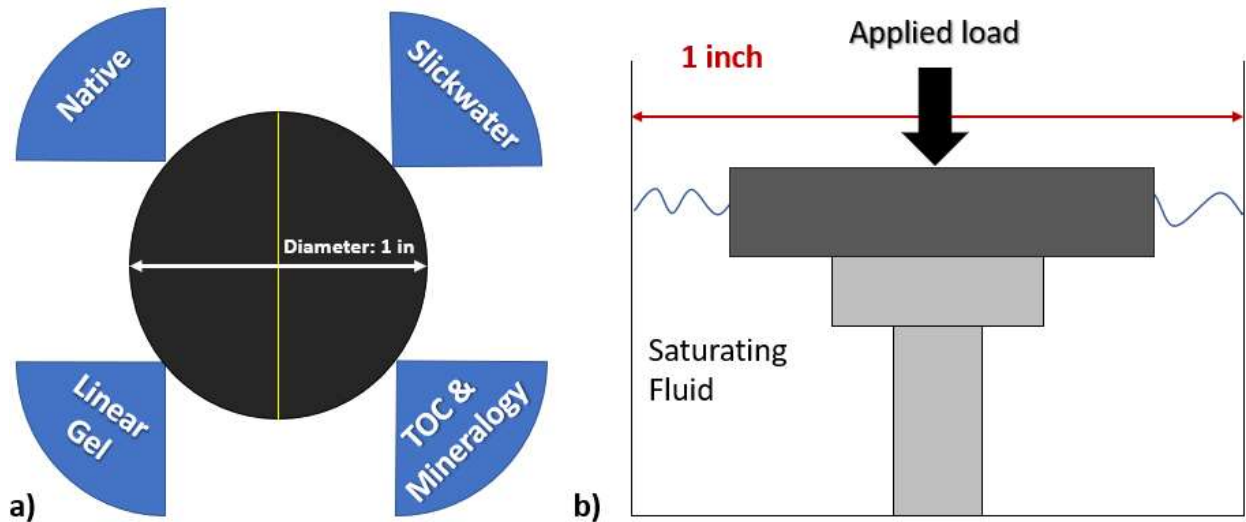 Native
Slickwater
Diameter: 1 in
Linear
Gel
TOC &
Mineralogy
a)
Applied load
1 inch
Saturating
Fluid
b)